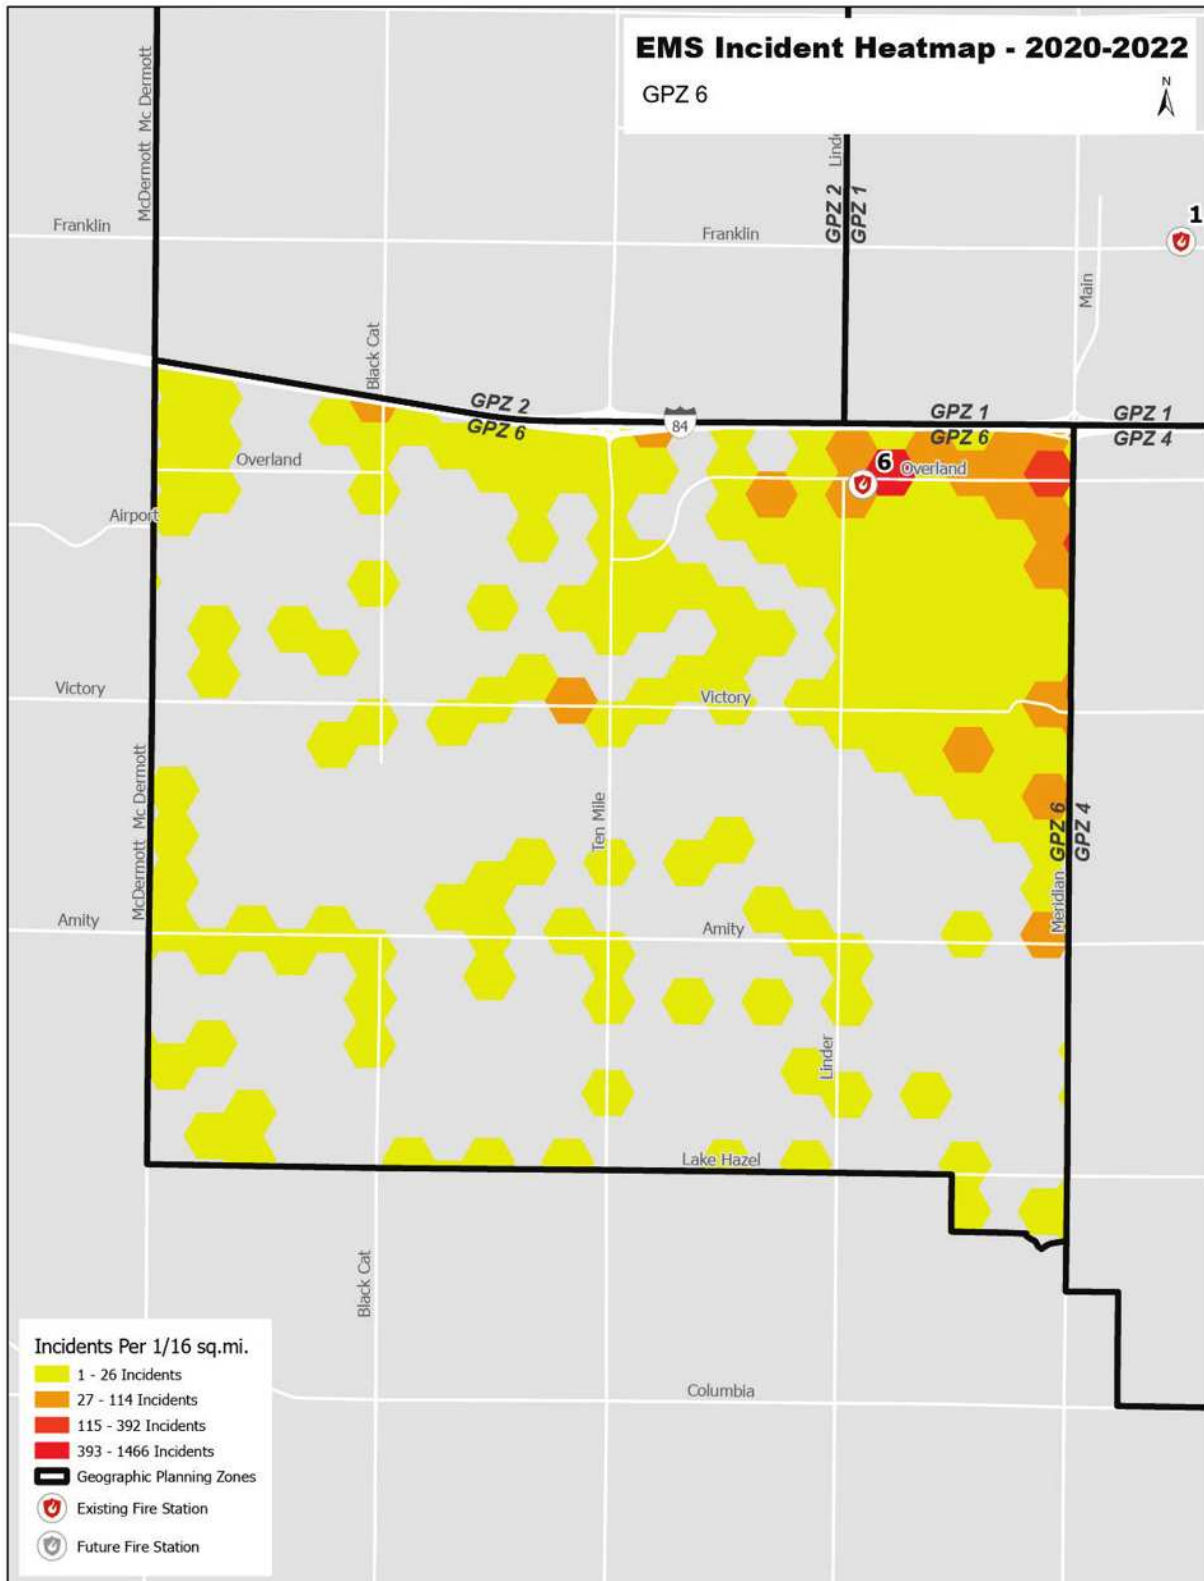 EMS Incident Heatmap - 2020-2022
GPZ 6
N
McDermott Mc Dermott
Linde
GPZ 2
GPZ 1
1
Franklin
Franklin
Main
Black Cat
GPZ 2
GPZ 6
84
GPZ 1
GPZ 6
GPZ 1
GPZ 4
Overland
6
Overland
Airport
Victory
Victory
McDermott Mc Dermott
Ten Mile
GPZ 6
GPZ 4
Meridian
Amity
Amity
Linder
Lake Hazel
Black Cat
Columbia
Incidents Per 1/16 sq.mi.
1 - 26 Incidents
27 - 114 Incidents
115 - 392 Incidents
393 - 1466 Incidents
Geographic Planning Zones
Existing Fire Station
Future Fire Station